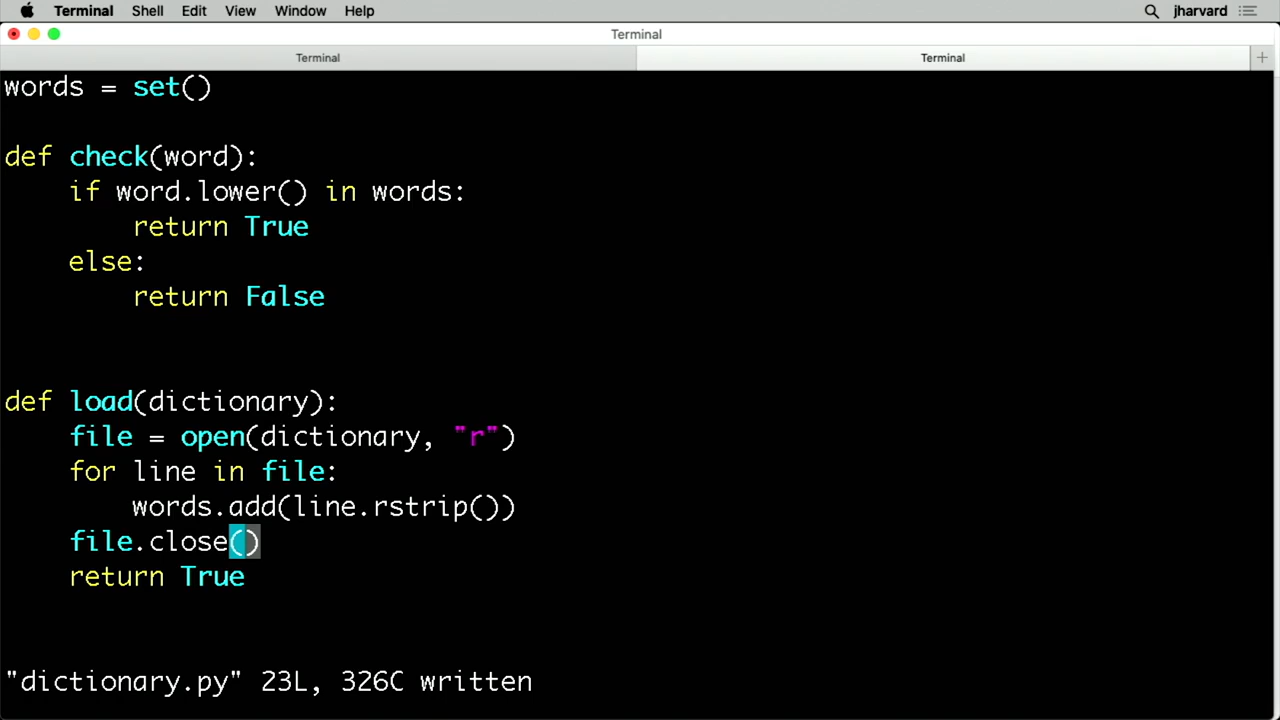 Terminal Shell Edit View Window Help jharvard
Terminal
Terminal Terminal +
words = set()
def check(word):
    if word.lower() in words:
        return True
    else:
        return False
def load(dictionary):
    file = open(dictionary, "r")
    for line in file:
        words.add(line.rstrip())
    file.close()
    return True
"dictionary.py" 23L, 326C written